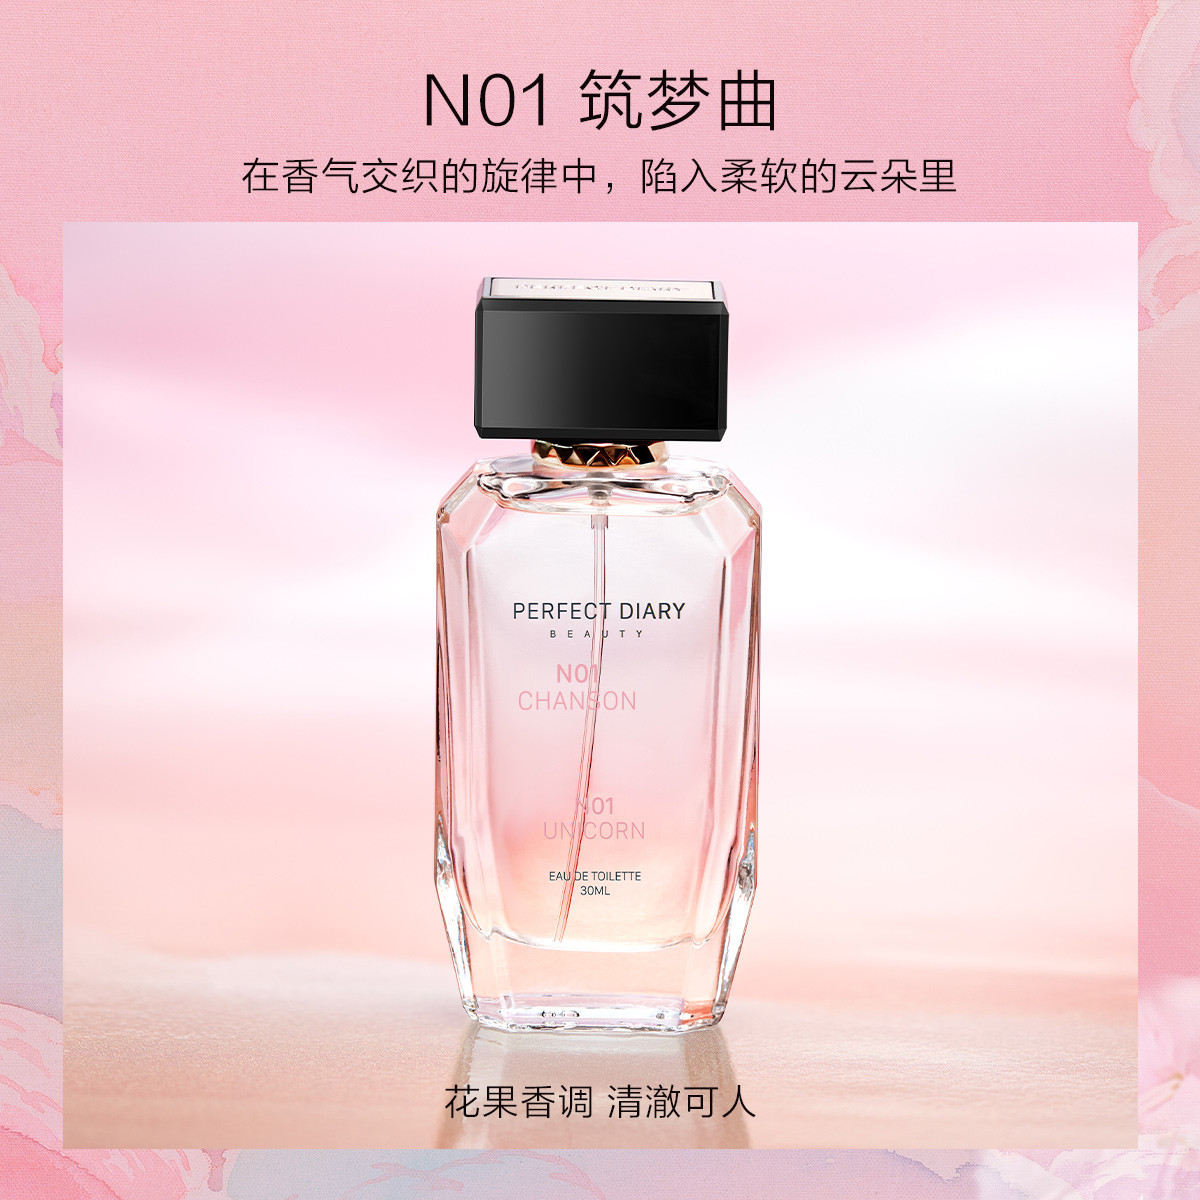 N01 筑梦曲
在香气交织的旋律中，陷入柔软的云朵里
PERFECT DIARY
PERFECT DIARY
BEAUTY
N01
CHANSON
N01
UNICORN
EAU DE TOILETTE
30ML
花果香调 清澈可人